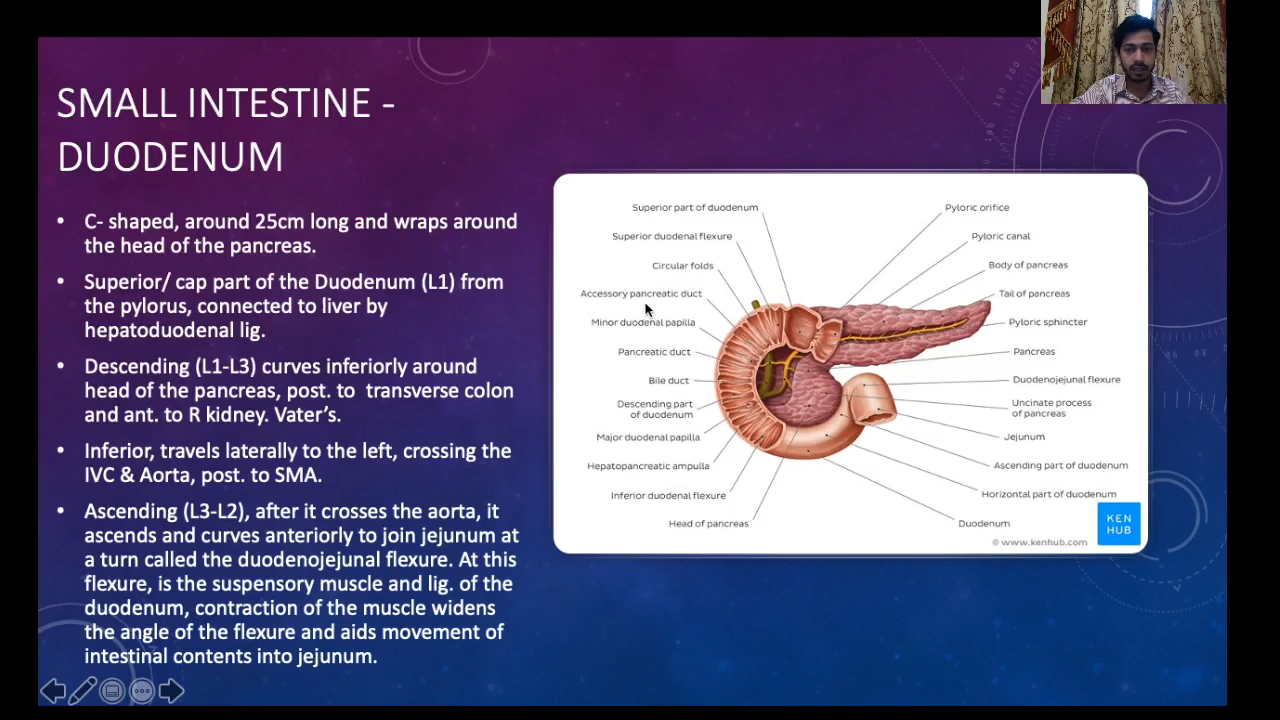 SMALL INTESTINE -
DUODENUM
• C- shaped, around 25cm long and wraps around
the head of the pancreas.
• Superior/ cap part of the Duodenum (L1) from
the pylorus, connected to liver by
hepatoduodenal lig.
• Descending (L1-L3) curves inferiorly around
head of the pancreas, post. to  transverse colon
and ant. to R kidney. Vater’s.
• Inferior, travels laterally to the left, crossing the
IVC & Aorta, post. to SMA.
• Ascending (L3-L2), after it crosses the aorta, it
ascends and curves anteriorly to join jejunum at
a turn called the duodenojejunal flexure. At this
flexure, is the suspensory muscle and lig. of the
duodenum, contraction of the muscle widens
the angle of the flexure and aids movement of
intestinal contents into jejunum.
Superior part of duodenum
Superior duodenal flexure
Circular folds
Accessory pancreatic duct
Minor duodenal papilla
Pancreatic duct
Bile duct
Descending part
of duodenum
Major duodenal papilla
Hepatopancreatic ampulla
Inferior duodenal flexure
Head of pancreas
Pyloric orifice
Pyloric canal
Body of pancreas
Tail of pancreas
Pyloric sphincter
Pancreas
Duodenojejunal flexure
Uncinate process
of pancreas
Jejunum
Ascending part of duodenum
Horizontal part of duodenum
Duodenum
KEN
HUB
© www.kenhub.com